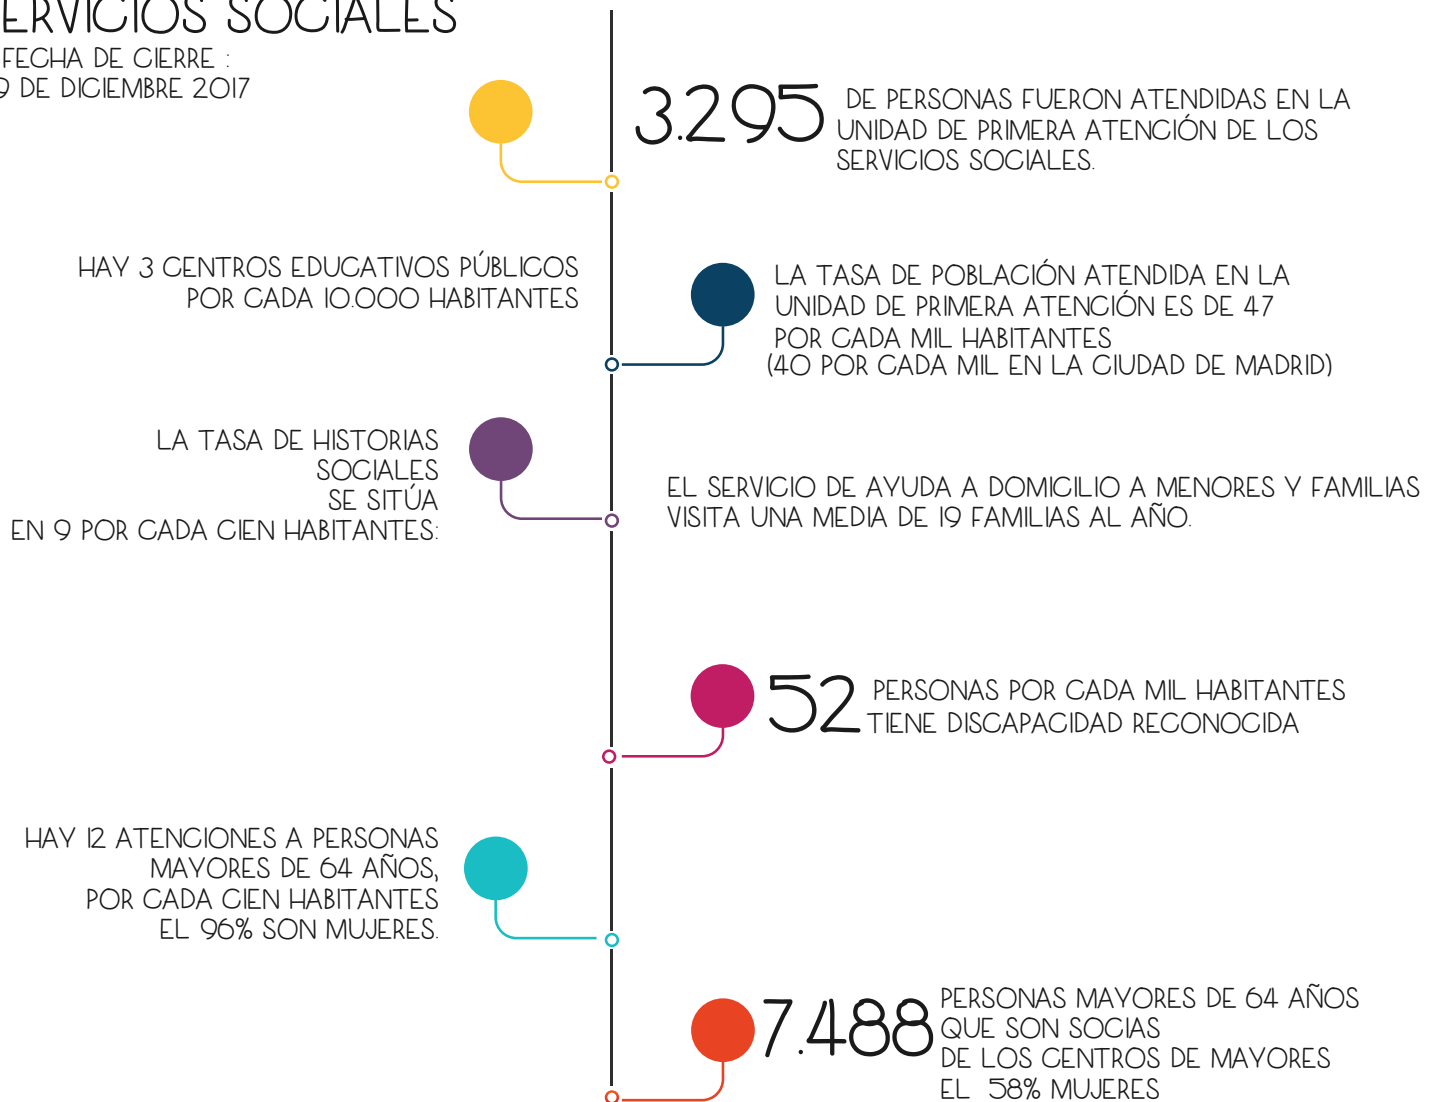 ERVICIOS SOCIALES
FECHA DE CIERRE :
9 DE DICIEMBRE 2017
3.295 DE PERSONAS FUERON ATENDIDAS EN LA
UNIDAD DE PRIMERA ATENCIÓN DE LOS
SERVICIOS SOCIALES.
HAY 3 CENTROS EDUCATIVOS PÚBLICOS
POR CADA 10.000 HABITANTES
LA TASA DE POBLACIÓN ATENDIDA EN LA
UNIDAD DE PRIMERA ATENCIÓN ES DE 47
POR CADA MIL HABITANTES
(40 POR CADA MIL EN LA CIUDAD DE MADRID)
LA TASA DE HISTORIAS
SOCIALES
SE SITÚA
EN 9 POR CADA CIEN HABITANTES:
EL SERVICIO DE AYUDA A DOMICILIO A MENORES Y FAMILIAS
VISITA UNA MEDIA DE 19 FAMILIAS AL AÑO.
52 PERSONAS POR CADA MIL HABITANTES
TIENE DISCAPACIDAD RECONOCIDA
HAY 12 ATENCIONES A PERSONAS
MAYORES DE 64 AÑOS,
POR CADA CIEN HABITANTES
EL 96% SON MUJERES.
7.488 PERSONAS MAYORES DE 64 AÑOS
QUE SON SOCIAS
DE LOS CENTROS DE MAYORES
EL 58% MUJERES